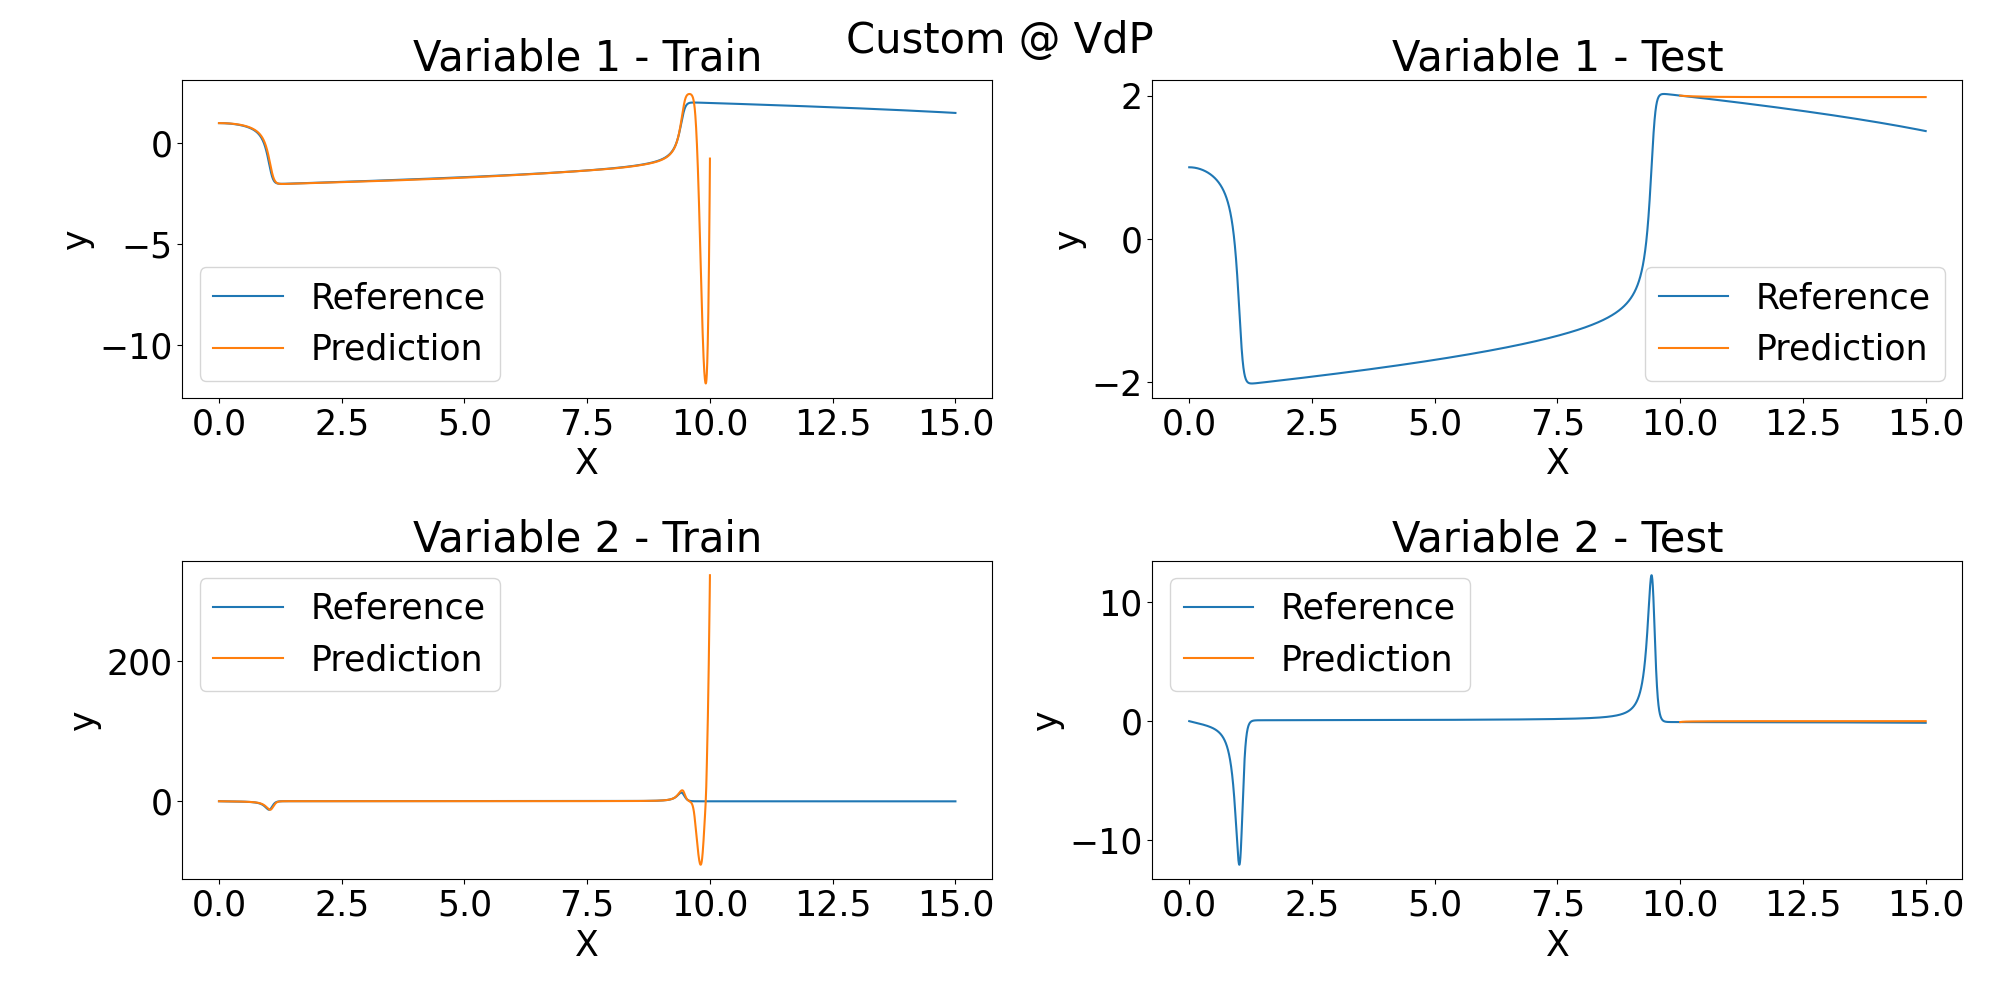 Custom @ VdP
Variable 1 - Train
y
0
−5
−10
Reference
Prediction
0.0 2.5 5.0 7.5 10.0 12.5 15.0
X
Variable 1 - Test
y
2
0
−2
Reference
Prediction
0.0 2.5 5.0 7.5 10.0 12.5 15.0
X
Variable 2 - Train
y
200
0
Reference
Prediction
0.0 2.5 5.0 7.5 10.0 12.5 15.0
X
Variable 2 - Test
y
10
0
−10
Reference
Prediction
0.0 2.5 5.0 7.5 10.0 12.5 15.0
X